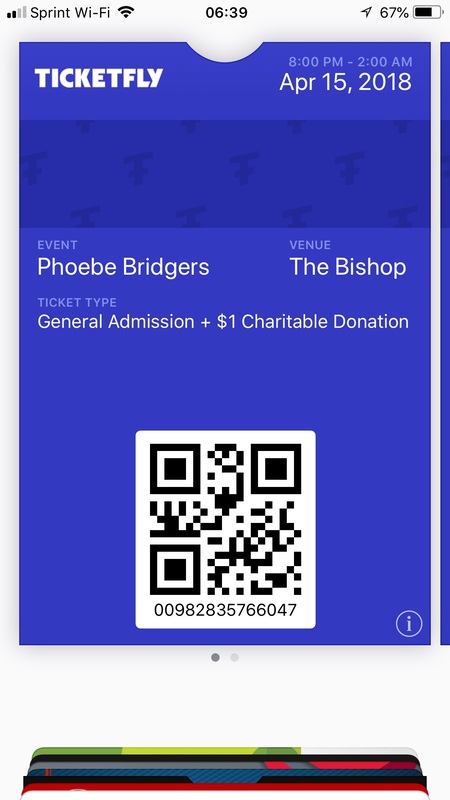 Sprint Wi-Fi 06:39 67%
TICKETFLY
8:00 PM - 2:00 AM
Apr 15, 2018
EVENT VENUE
Phoebe Bridgers The Bishop
TICKET TYPE
General Admission + $1 Charitable Donation
00982835766047
i